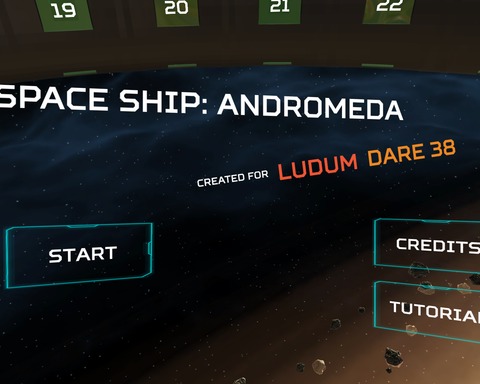 19 20 21 22
SPACE SHIP: ANDROMEDA
CREATED FOR LUDUM DARE 38
START
CREDITS
TUTORIAL